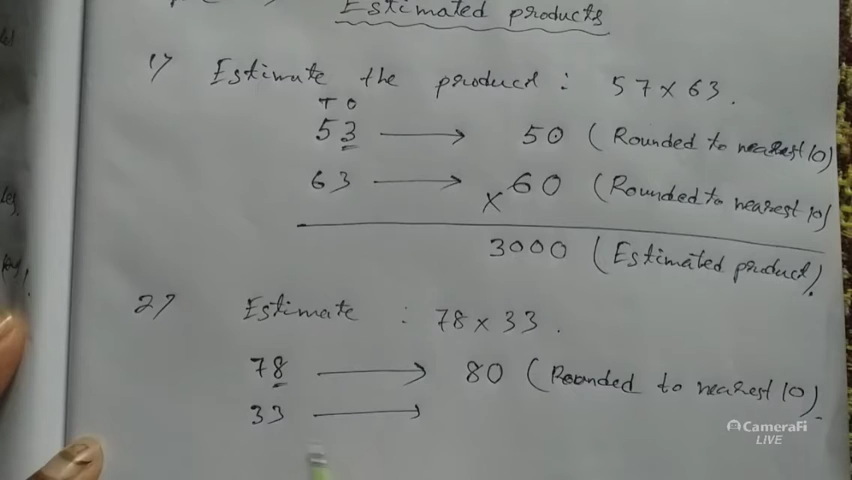 Estimated products
1) Estimate the product : 57 x 63.
T O
53 → 50 (Rounded to nearest 10)
63 → x 60 (Rounded to nearest 10)
3000 (Estimated product).
2) Estimate : 78 x 33.
78 → 80 (Rounded to nearest 10).
33 →
CameraFi
LIVE